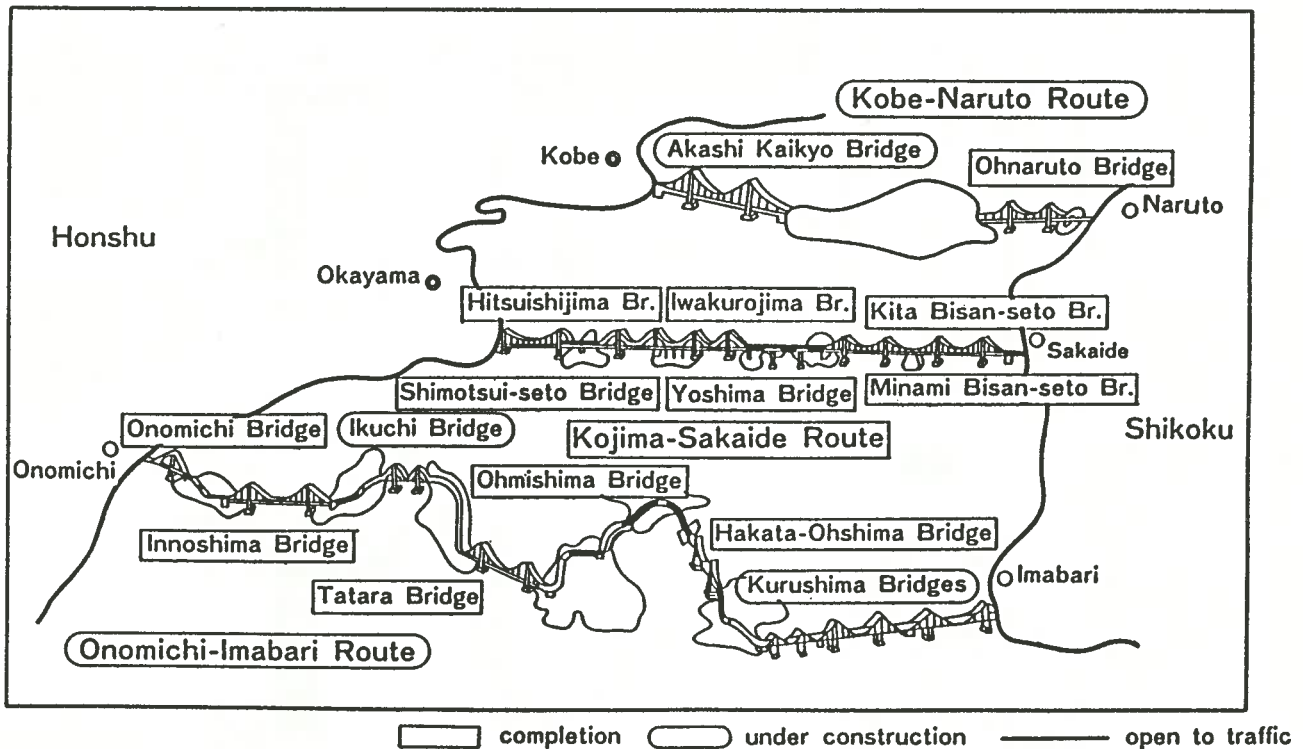 Kobe-Naruto Route
Kobe
Akashi Kaikyo Bridge
Ohnaruto Bridge
Naruto
Honshu
Okayama
Hitsuishijima Br.
Iwakurojima Br.
Kita Bisan-seto Br.
Sakaide
Shimotsui-seto Bridge
Yoshima Bridge
Minami Bisan-seto Br.
Onomichi Bridge
Ikuchi Bridge
Kojima-Sakaide Route
Shikoku
Onomichi
Ohmishima Bridge
Innoshima Bridge
Hakata-Ohshima Bridge
Tatara Bridge
Kurushima Bridges
Imabari
Onomichi-Imabari Route
completion
under construction
open to traffic